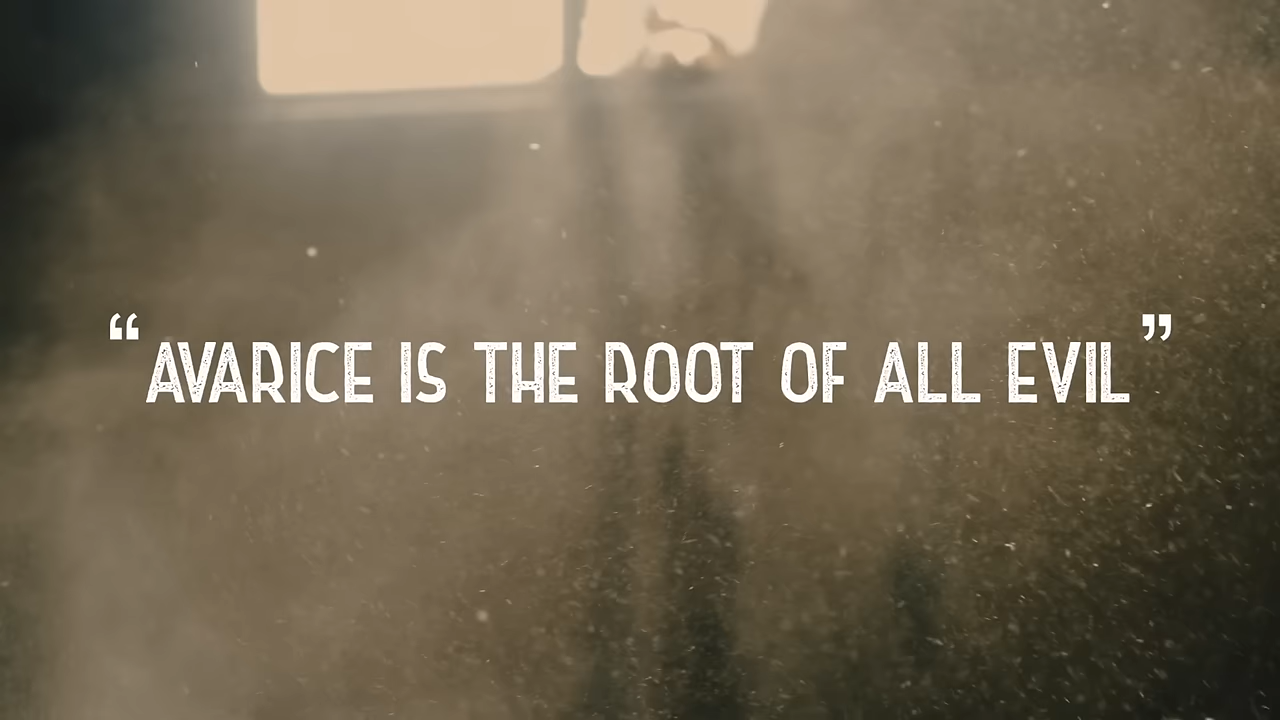 “AVARICE IS THE ROOT OF ALL EVIL”